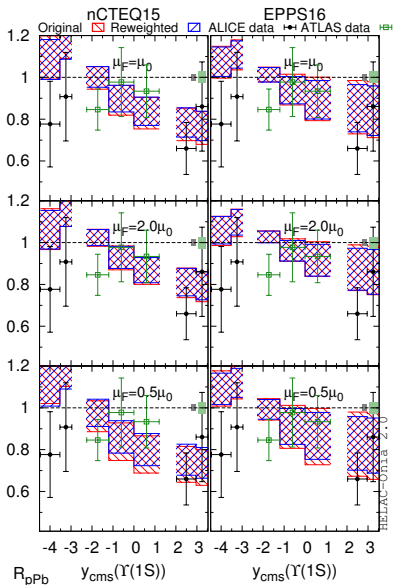 nCTEQ15 EPPS16
Original Reweighted ALICE data ATLAS data
1.2
1
0.8
0.6
μF=μ0 μF=μ0
1.2
1
0.8
0.6
μF=2.0μ0 μF=2.0μ0
1.2
1
0.8
0.6
μF=0.5μ0 μF=0.5μ0
HELAC-Onia 2.0
-4 -3 -2 -1 0 1 2 3 -4 -3 -2 -1 0 1 2 3
RpPb ycms(ϒ(1S) ycms(ϒ(1S)